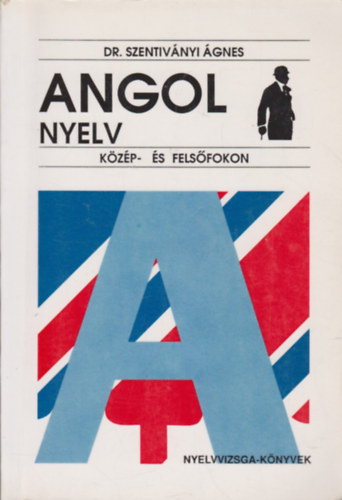 DR. SZENTIVÁNYI ÁGNES
ANGOL
NYELV
KÖZÉP- ÉS FELSŐFOKON
A
NYELVVIZSGA-KÖNYVEK